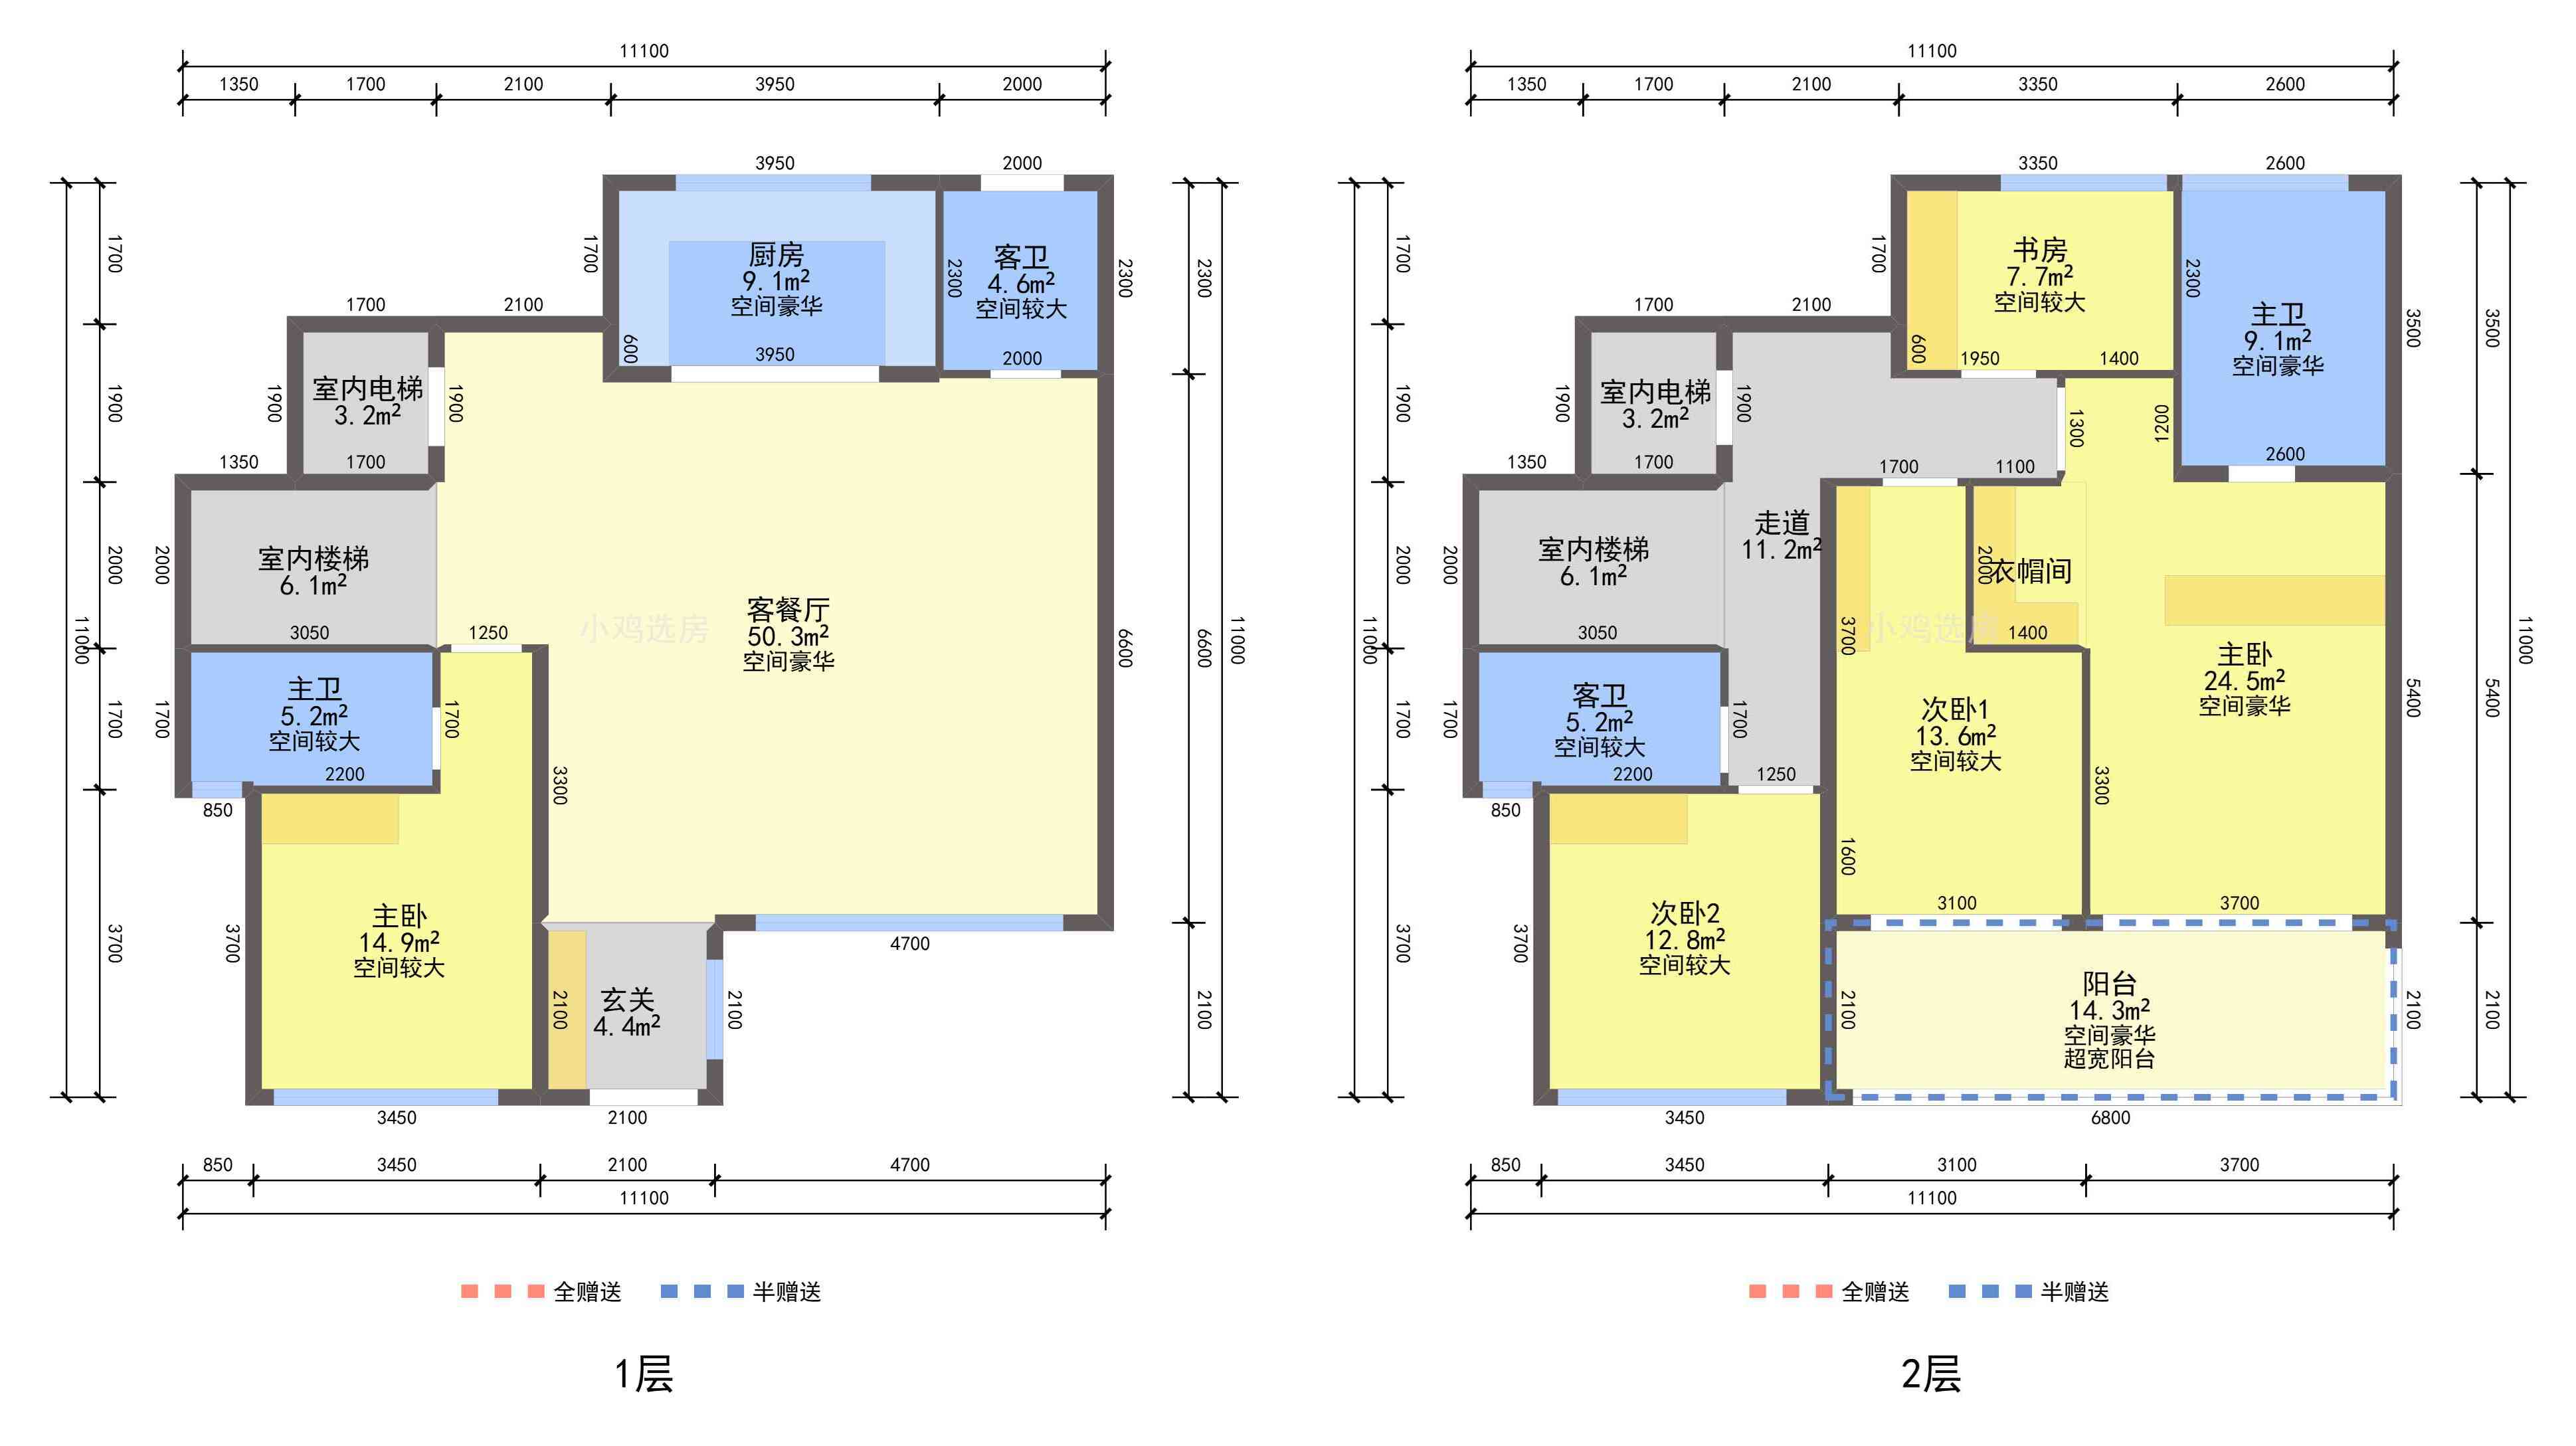 11100
1350
1700
2100
3950
2000
3950
2000
1700
1900
2000
1700
3700
11000
1700
厨房
9.1m²
空间豪华
600
3950
2300
客卫
4.6m²
空间较大
2000
2300
2300
1700
2100
室内电梯
3.2m²
1900
1900
1350
1700
室内楼梯
6.1m²
2000
3050
1250
小鸡选房
客餐厅
50.3m²
空间豪华
6600
6600
11000
主卫
5.2m²
空间较大
1700
1700
2200
850
3300
主卧
14.9m²
空间较大
3700
3450
玄关
4.4m²
2100
2100
2100
4700
2100
850
3450
2100
4700
11100
全赠送
半赠送
1层
11100
1350
1700
2100
3350
2600
3350
2600
1700
1900
2000
1700
3700
11000
1700
书房
7.7m²
空间较大
600
1950
1400
2300
主卫
9.1m²
空间豪华
2600
3500
3500
1700
2100
室内电梯
3.2m²
1900
1900
1350
1700
1700
1100
1300
1200
走道
11.2m²
室内楼梯
6.1m²
2000
3050
衣帽间
2000
1400
小鸡选房
3700
主卧
24.5m²
空间豪华
5400
5400
11000
客卫
5.2m²
空间较大
1700
1700
2200
1250
850
次卧1
13.6m²
空间较大
3300
1600
3100
3700
次卧2
12.8m²
空间较大
3700
3450
阳台
14.3m²
空间豪华
超宽阳台
2100
2100
2100
6800
850
3450
3100
3700
11100
全赠送
半赠送
2层